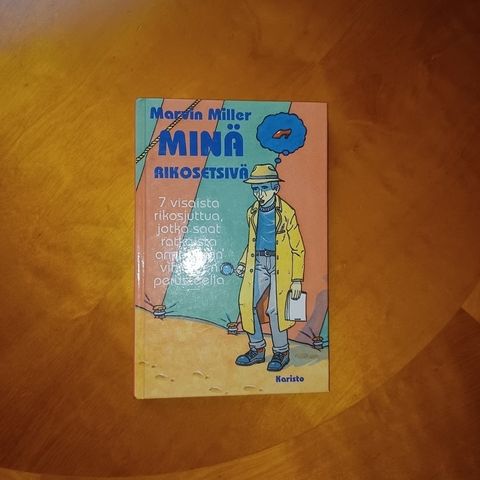 Marvin Miller
MINÄ
RIKOSETSIVÄ
7 visaista
rikosjuttua,
jotka saat
ratkaista
perusteella
Karisto